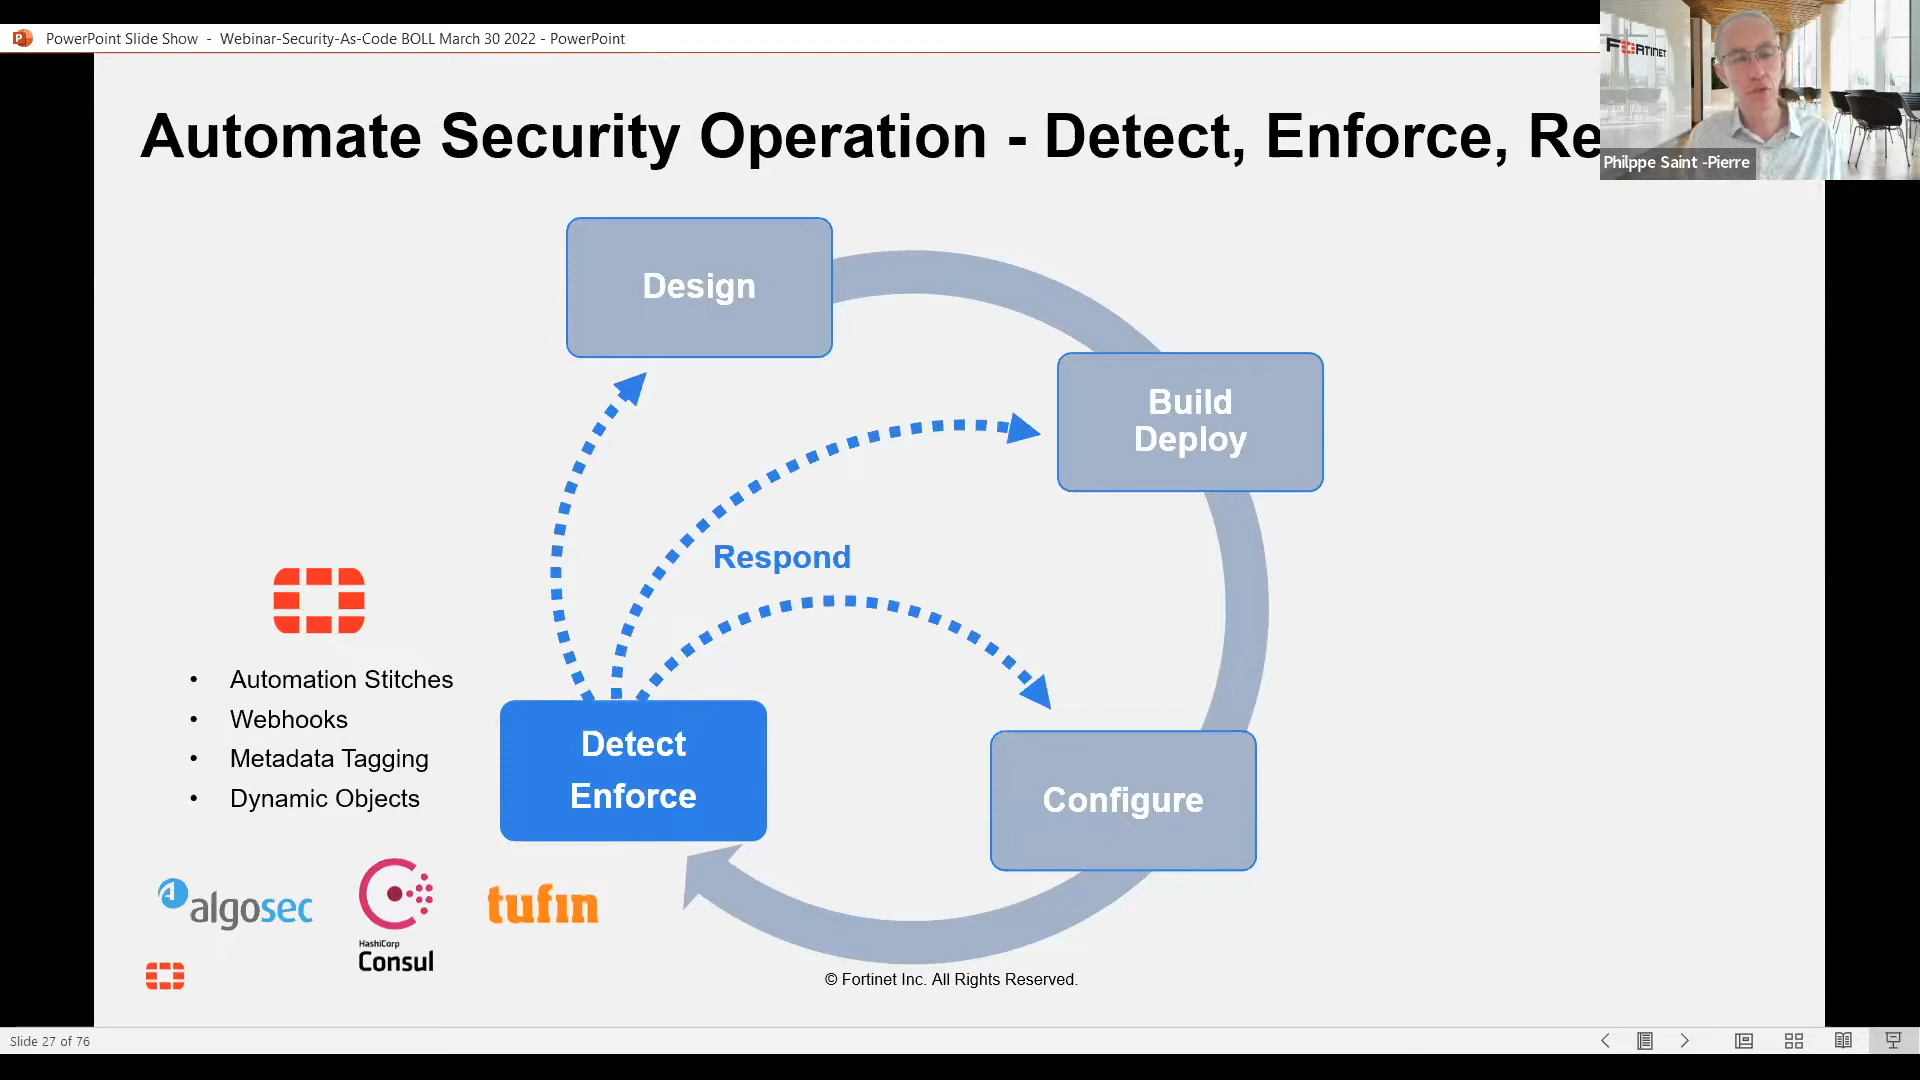 PowerPoint Slide Show - Webinar-Security-As-Code BOLL March 30 2022 - PowerPoint
FORTINET
Philppe Saint -Pierre
Automate Security Operation - Detect, Enforce, Re
Design
Build
Deploy
Respond
Detect
Enforce
Configure
• Automation Stitches
• Webhooks
• Metadata Tagging
• Dynamic Objects
algosec
HashiCorp
Consul
tufin
© Fortinet Inc. All Rights Reserved.
Slide 27 of 76